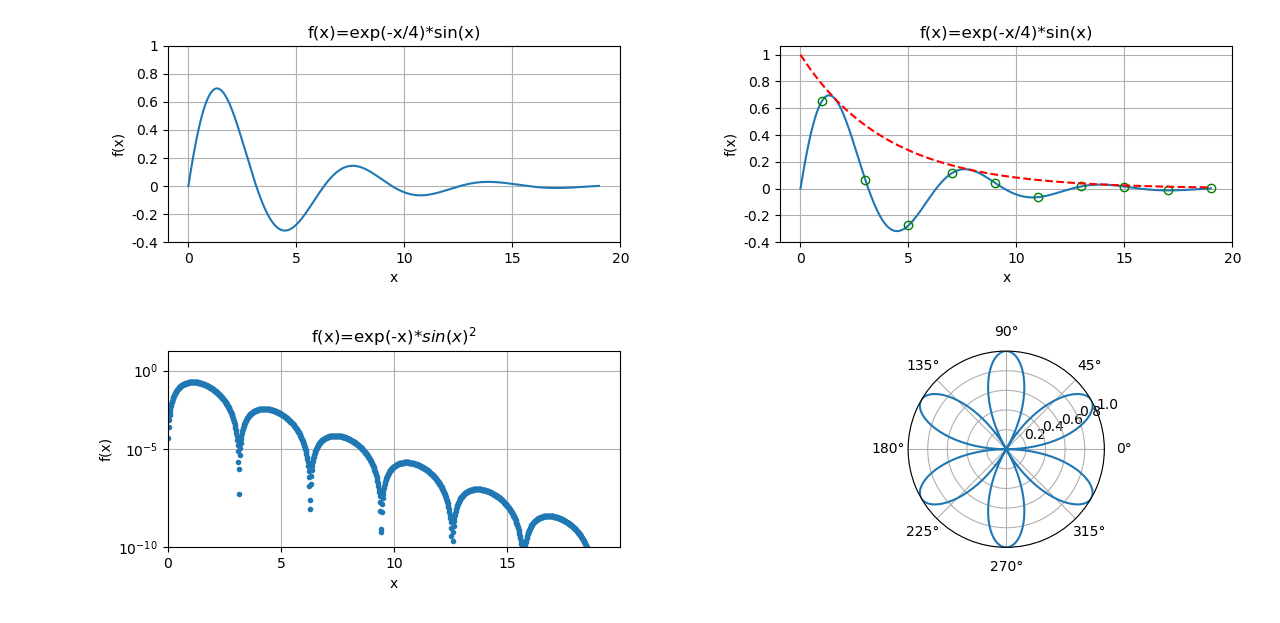 f(x)=exp(-x/4)*sin(x)
1
0.8
0.6
0.4
0.2
0
-0.2
-0.4
f(x)
0 5 10 15 20
x
f(x)=exp(-x/4)*sin(x)
1
0.8
0.6
0.4
0.2
0
-0.2
-0.4
f(x)
0 5 10 15 20
x
f(x)=exp(-x)*sin(x)²
10⁰
10⁻⁵
10⁻¹⁰
f(x)
0 5 10 15
x
90°
135° 45°
1.0
0.8
0.6
0.4
0.2
180° 0°
225° 315°
270°